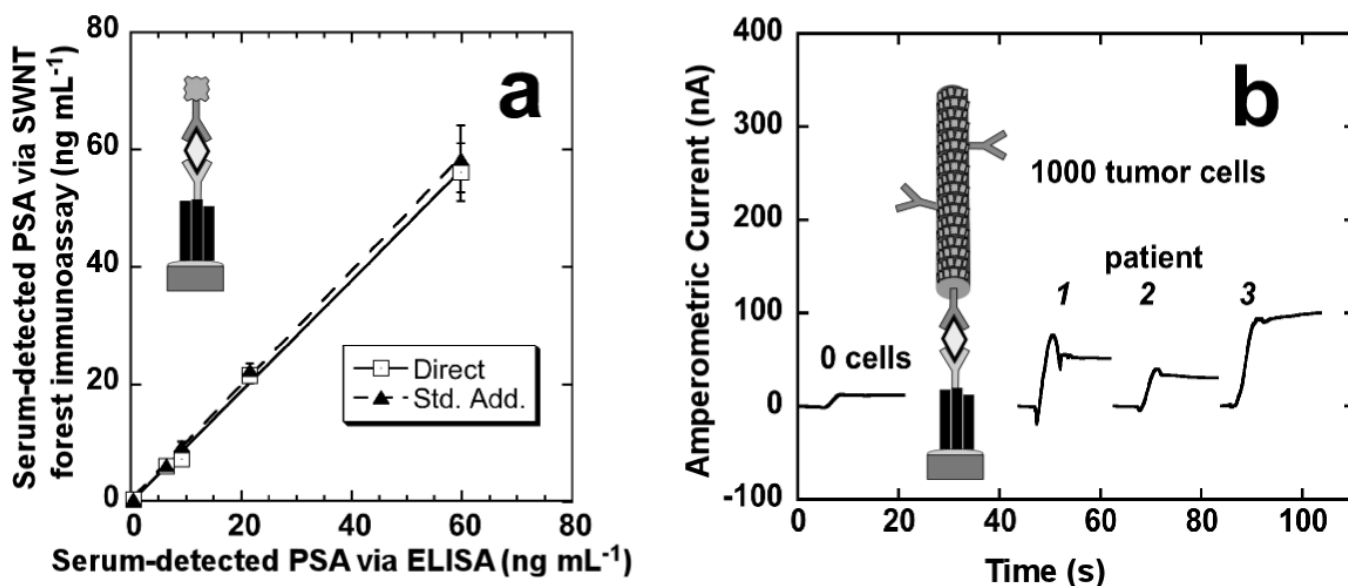 a
Serum-detected PSA via SWNT
forest immunoassay (ng mL-1)
80
60
40
20
0
Direct
Std. Add.
0 20 40 60 80
Serum-detected PSA via ELISA (ng mL-1)
b
Amperometric Current (nA)
400
300
200
100
0
-100
1000 tumor cells
patient
1 2 3
0 cells
0 20 40 60 80 100
Time (s)